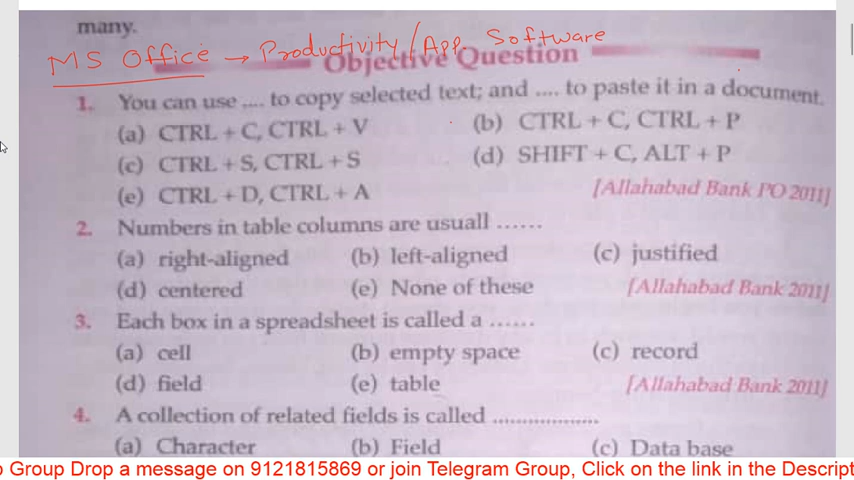 many.
MS Office → Productivity/App. Software
Objective Question
1. You can use .... to copy selected text; and .... to paste it in a document.
(a) CTRL + C, CTRL + V (b) CTRL + C, CTRL + P
(c) CTRL + S, CTRL + S (d) SHIFT + C, ALT + P
(e) CTRL + D, CTRL + A [Allahabad Bank PO 2011]
2. Numbers in table columns are usuall ......
(a) right-aligned (b) left-aligned (c) justified
(d) centered (e) None of these [Allahabad Bank 2011]
3. Each box in a spreadsheet is called a ......
(a) cell (b) empty space (c) record
(d) field (e) table [Allahabad Bank 2011]
4. A collection of related fields is called ...................
(a) Character (b) Field (c) Data base
o Group Drop a message on 9121815869 or join Telegram Group, Click on the link in the Descript